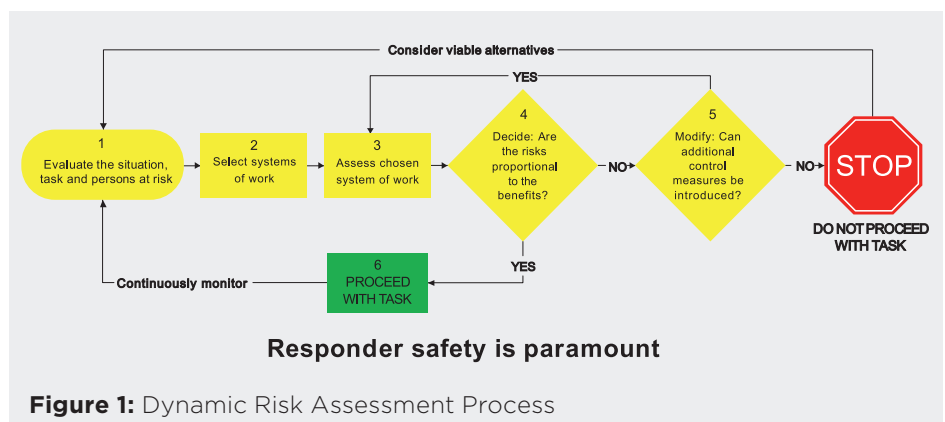 Consider viable alternatives
YES
1
Evaluate the situation,
task and persons at risk
2
Select systems
of work
3
Assess chosen
system of work
4
Decide: Are
the risks
proportional
to the
benefits?
NO
5
Modify: Can
additional
control
measures be
introduced?
NO
STOP
DO NOT PROCEED
WITH TASK
YES
6
PROCEED
WITH TASK
Continuously monitor
Responder safety is paramount
Figure 1: Dynamic Risk Assessment Process